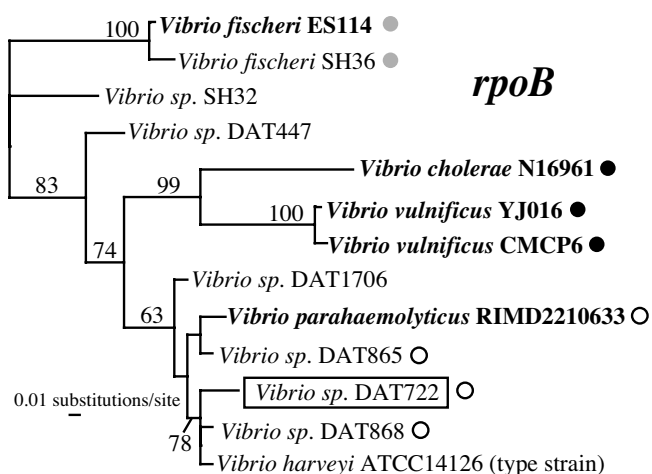 100
Vibrio fischeri ES114
Vibrio fischeri SH36
rpoB
Vibrio sp. SH32
Vibrio sp. DAT447
83
99
Vibrio cholerae N16961
100
Vibrio vulnificus YJ016
Vibrio vulnificus CMCP6
74
Vibrio sp. DAT1706
63
Vibrio parahaemolyticus RIMD2210633
Vibrio sp. DAT865
Vibrio sp. DAT722
0.01 substitutions/site
78
Vibrio sp. DAT868
Vibrio harveyi ATCC14126 (type strain)